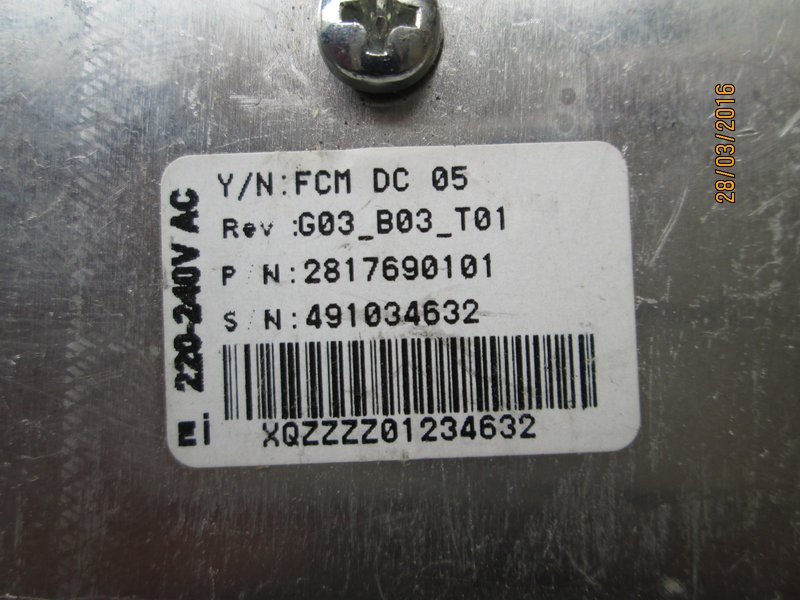 Y/N:FCM DC 05
Rev :G03_B03_T01
P/N:2817690101
S/N:491034632
XQZZZZ01234632
220-240V AC
28/03/2016